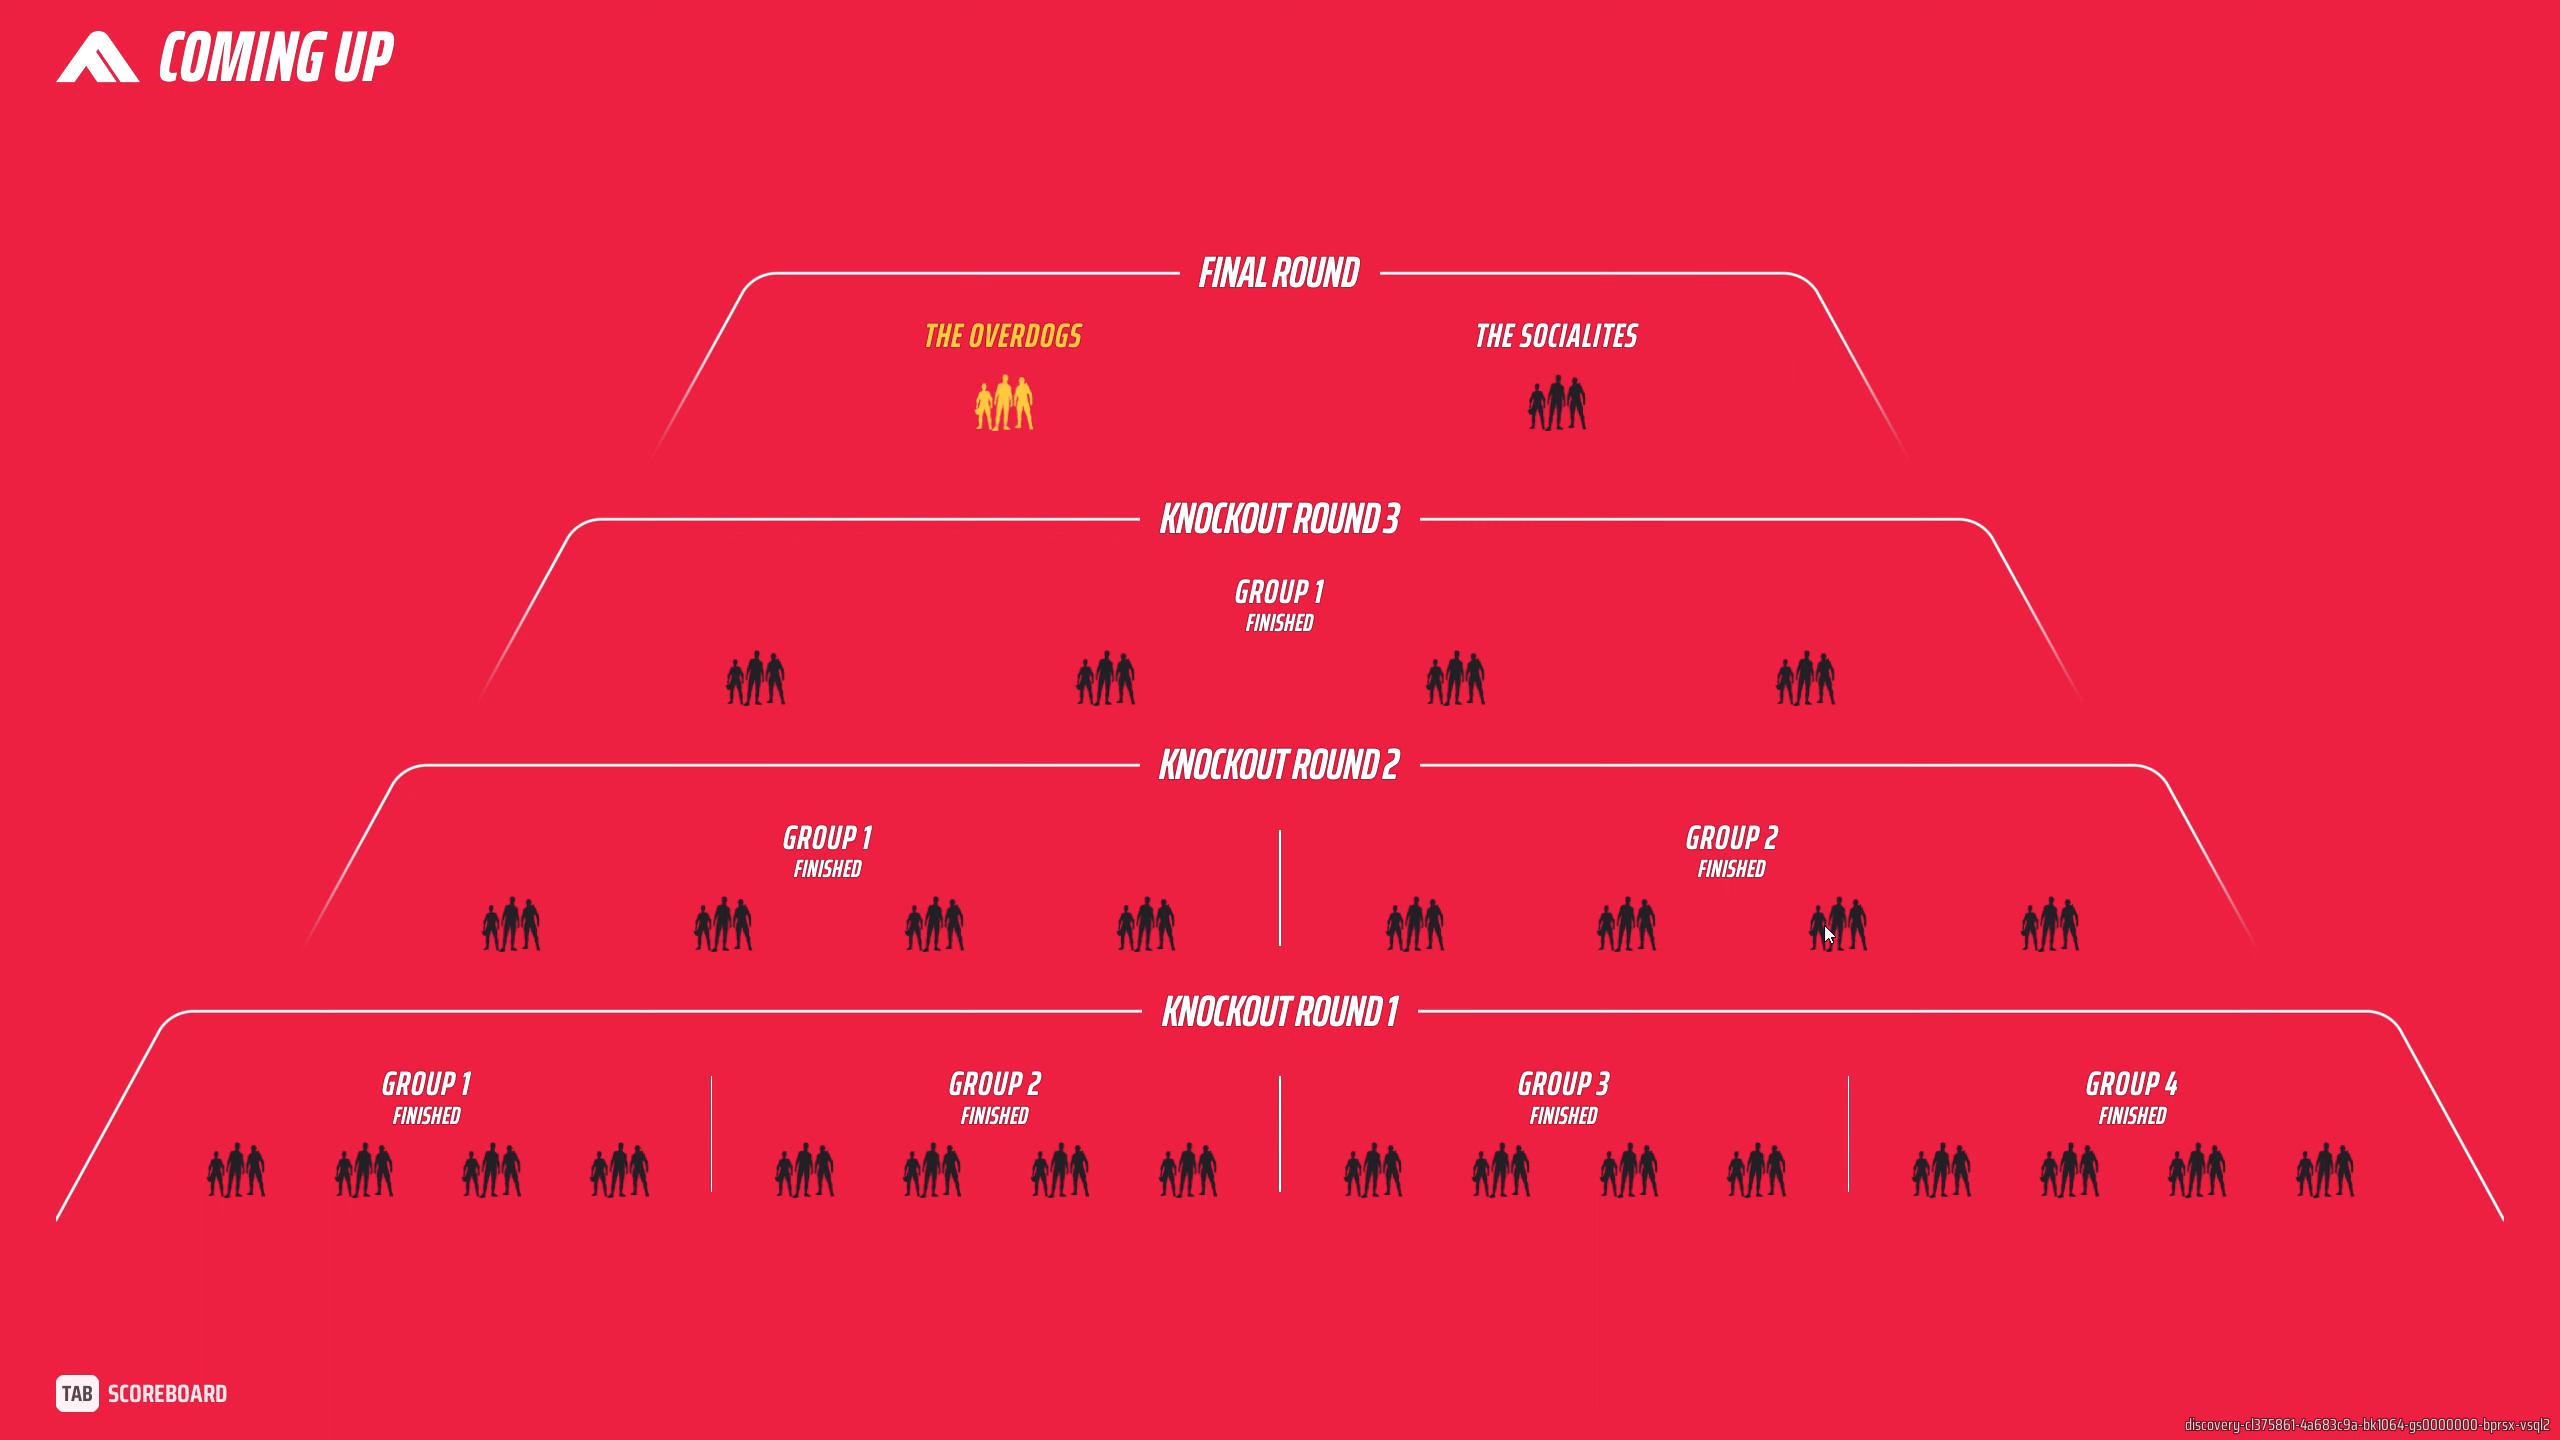 COMING UP
FINAL ROUND
THE OVERDOGS
THE SOCIALITES
KNOCKOUT ROUND 3
GROUP 1
FINISHED
KNOCKOUT ROUND 2
GROUP 1
FINISHED
GROUP 2
FINISHED
KNOCKOUT ROUND 1
GROUP 1
FINISHED
GROUP 2
FINISHED
GROUP 3
FINISHED
GROUP 4
FINISHED
TAB SCOREBOARD
discovery-cl375861-4a683c9a-bk1064-gs0000000-bprsx-vsql2